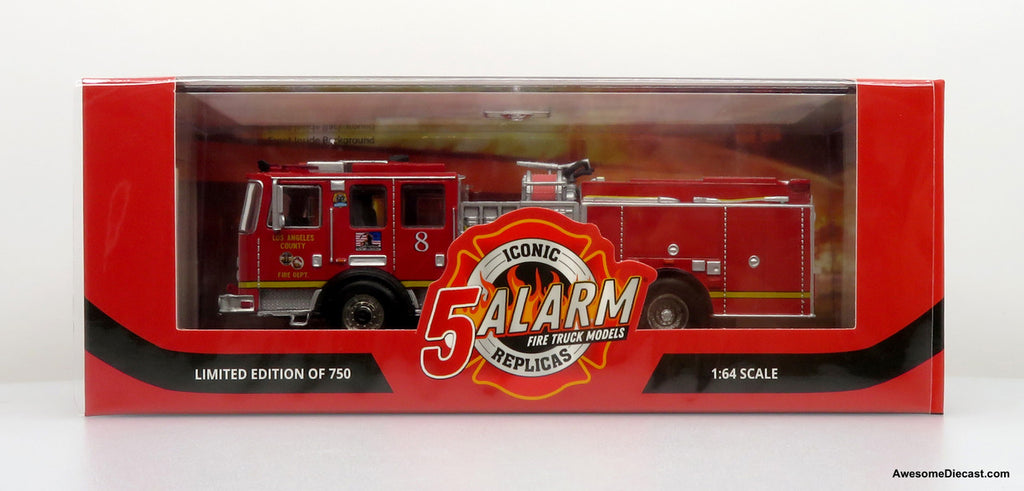 LOS ANGELES
COUNTY
FIRE DEPT.
8
ICONIC
5 ALARM
FIRE TRUCK MODELS
REPLICAS
LIMITED EDITION OF 750
1:64 SCALE
AwesomeDiecast.com